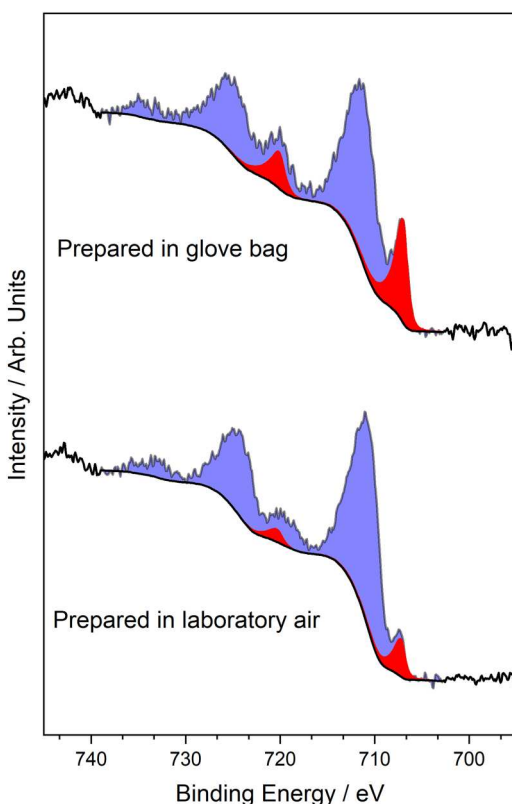 Prepared in glove bag
Intensity / Arb. Units
Prepared in laboratory air
740 730 720 710 700
Binding Energy / eV